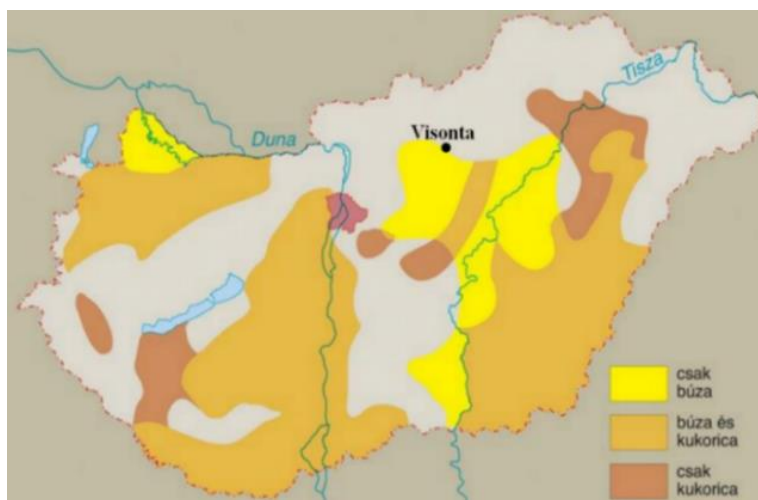 Tisza
Visonta
Duna
csak
búza
búza és
kukorica
csak
kukorica